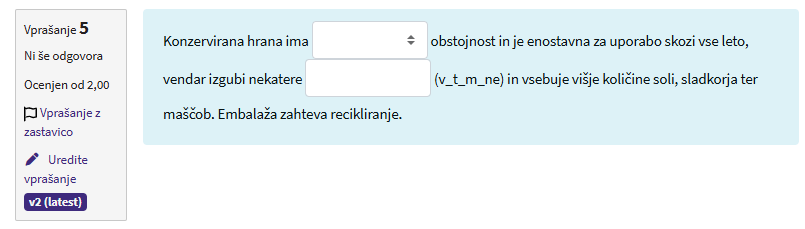 Vprašanje 5
Ni še odgovora
Ocenjen od 2,00
Vprašanje z
zastavico
Uredite
vprašanje
v2 (latest)
Konzervirana hrana ima obstojnost in je enostavna za uporabo skozi vse leto,
vendar izgubi nekatere (v_t_m_ne) in vsebuje višje količine soli, sladkorja ter
maščob. Embalaža zahteva recikliranje.